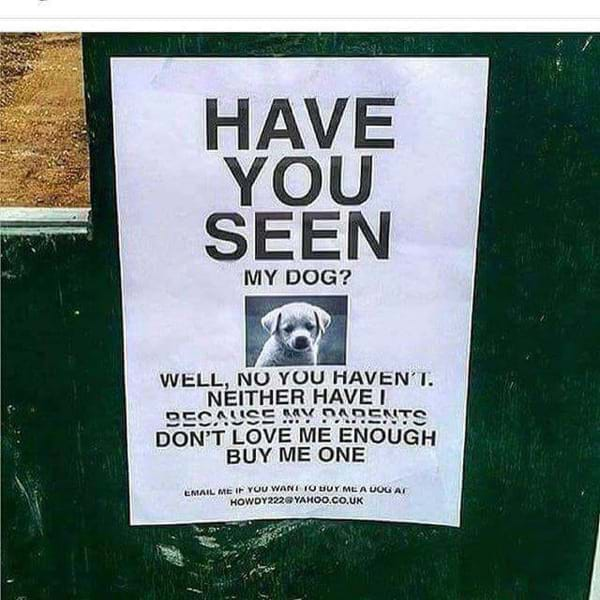 HAVE
YOU
SEEN
MY DOG?
WELL, NO YOU HAVEN'T.
NEITHER HAVE I
BECAUSE MY PARENTS
DON'T LOVE ME ENOUGH
BUY ME ONE
EMAIL ME IF YOU WANT TO BUY ME A DOG AT
HOWDY222@YAHOO.CO.UK